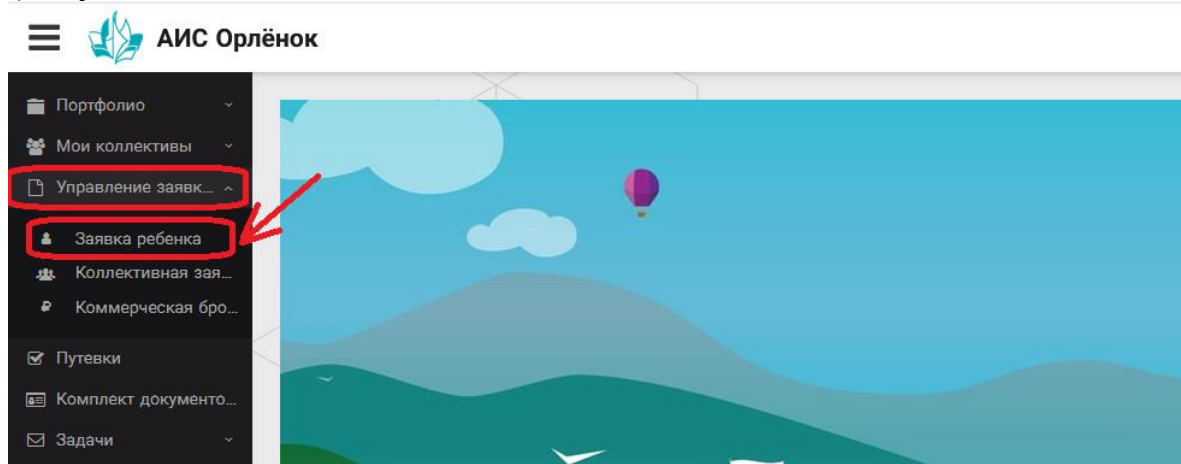 АИС Орлёнок
Портфолио
Мои коллективы
Управление заявк...
Заявка ребенка
Коллективная зая...
Коммерческая бро...
Путевки
Комплект документо...
Задачи